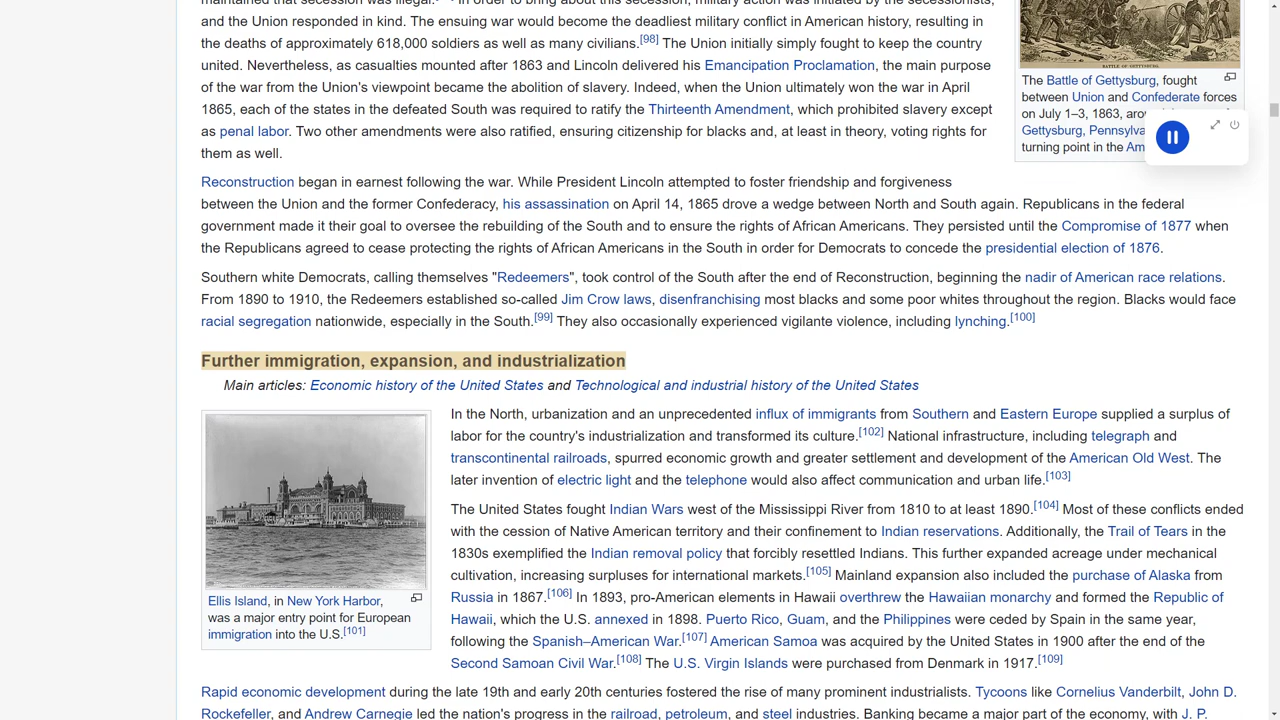 maintained that secession was illegal. In order to bring about this secession, military action was initiated by the secessionists,
and the Union responded in kind. The ensuing war would become the deadliest military conflict in American history, resulting in
the deaths of approximately 618,000 soldiers as well as many civilians.[98] The Union initially simply fought to keep the country
united. Nevertheless, as casualties mounted after 1863 and Lincoln delivered his Emancipation Proclamation, the main purpose
of the war from the Union's viewpoint became the abolition of slavery. Indeed, when the Union ultimately won the war in April
1865, each of the states in the defeated South was required to ratify the Thirteenth Amendment, which prohibited slavery except
as penal labor. Two other amendments were also ratified, ensuring citizenship for blacks and, at least in theory, voting rights for
them as well.
BATTLE OF GETTYSBURG.
The Battle of Gettysburg, fought
between Union and Confederate forces
on July 1–3, 1863,
Gettysburg,
turning point in the
Reconstruction began in earnest following the war. While President Lincoln attempted to foster friendship and forgiveness
between the Union and the former Confederacy, his assassination on April 14, 1865 drove a wedge between North and South again. Republicans in the federal
government made it their goal to oversee the rebuilding of the South and to ensure the rights of African Americans. They persisted until the Compromise of 1877 when
the Republicans agreed to cease protecting the rights of African Americans in the South in order for Democrats to concede the presidential election of 1876.
Southern white Democrats, calling themselves "Redeemers", took control of the South after the end of Reconstruction, beginning the nadir of American race relations.
From 1890 to 1910, the Redeemers established so-called Jim Crow laws, disenfranchising most blacks and some poor whites throughout the region. Blacks would face
racial segregation nationwide, especially in the South.[99] They also occasionally experienced vigilante violence, including lynching.[100]
Further immigration, expansion, and industrialization
Main articles: Economic history of the United States and Technological and industrial history of the United States
Ellis Island, in New York Harbor,
was a major entry point for European
immigration into the U.S.[101]
In the North, urbanization and an unprecedented influx of immigrants from Southern and Eastern Europe supplied a surplus of
labor for the country's industrialization and transformed its culture.[102] National infrastructure, including telegraph and
transcontinental railroads, spurred economic growth and greater settlement and development of the American Old West. The
later invention of electric light and the telephone would also affect communication and urban life.[103]
The United States fought Indian Wars west of the Mississippi River from 1810 to at least 1890.[104] Most of these conflicts ended
with the cession of Native American territory and their confinement to Indian reservations. Additionally, the Trail of Tears in the
1830s exemplified the Indian removal policy that forcibly resettled Indians. This further expanded acreage under mechanical
cultivation, increasing surpluses for international markets.[105] Mainland expansion also included the purchase of Alaska from
Russia in 1867.[106] In 1893, pro-American elements in Hawaii overthrew the Hawaiian monarchy and formed the Republic of
Hawaii, which the U.S. annexed in 1898. Puerto Rico, Guam, and the Philippines were ceded by Spain in the same year,
following the Spanish–American War.[107] American Samoa was acquired by the United States in 1900 after the end of the
Second Samoan Civil War.[108] The U.S. Virgin Islands were purchased from Denmark in 1917.[109]
Rapid economic development during the late 19th and early 20th centuries fostered the rise of many prominent industrialists. Tycoons like Cornelius Vanderbilt, John D.
Rockefeller, and Andrew Carnegie led the nation's progress in the railroad, petroleum, and steel industries. Banking became a major part of the economy, with J. P.